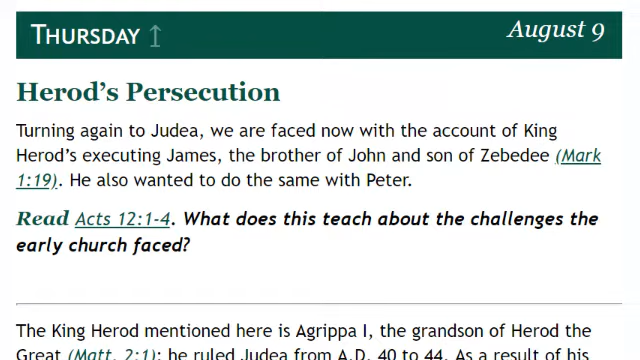 THURSDAY ↥
August 9
Herod's Persecution
Turning again to Judea, we are faced now with the account of King
Herod's executing James, the brother of John and son of Zebedee (Mark
1:19). He also wanted to do the same with Peter.
Read Acts 12:1-4. What does this teach about the challenges the
early church faced?
The King Herod mentioned here is Agrippa I, the grandson of Herod the
Great (Matt. 2:1); he ruled Judea from A.D. 40 to 44. As a result of his